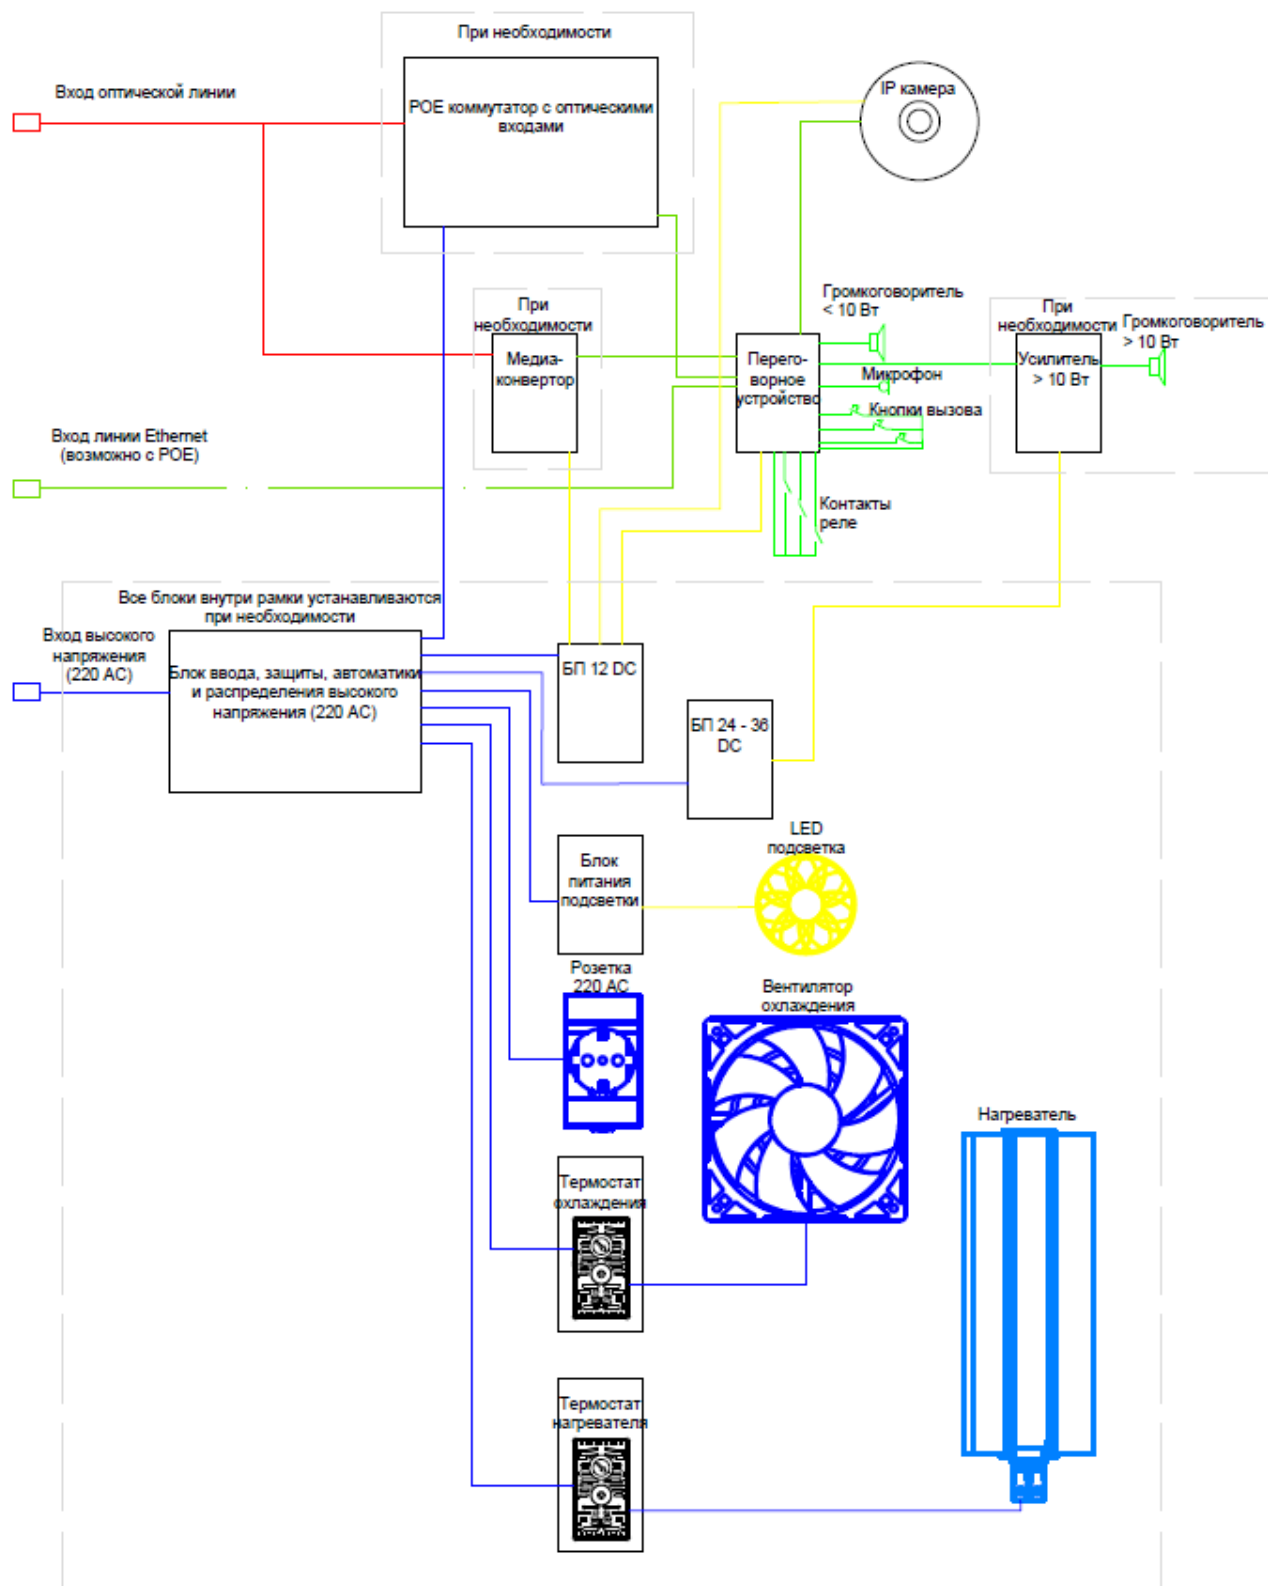 При необходимости
Вход оптической линии
POE коммутатор с оптическими
входами
IP камера
Громкоговоритель
< 10 Вт
При
необходимости
При
необходимости
Громкоговоритель
> 10 Вт
Медиа-
конвертор
Перего-
ворное
устройство
Усилитель
> 10 Вт
Микрофон
Кнопки вызова
Вход линии Ethernet
(возможно с POE)
Контакты
реле
Все блоки внутри рамки устанавливаются
при необходимости
Вход высокого
напряжения
(220 AC)
Блок ввода, защиты, автоматики
и распределения высокого
напряжения (220 AC)
БП 12 DC
БП 24 - 36
DC
LED
подсветка
Блок
питания
подсветки
Розетка
220 AC
Вентилятор
охлаждения
Нагреватель
Термостат
охлаждения
Термостат
нагревателя